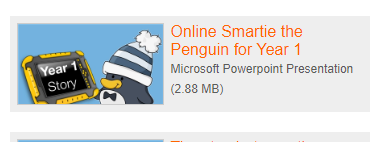 Year 1
Story
Online Smartie the
Penguin for Year 1
Microsoft Powerpoint Presentation
(2.88 MB)